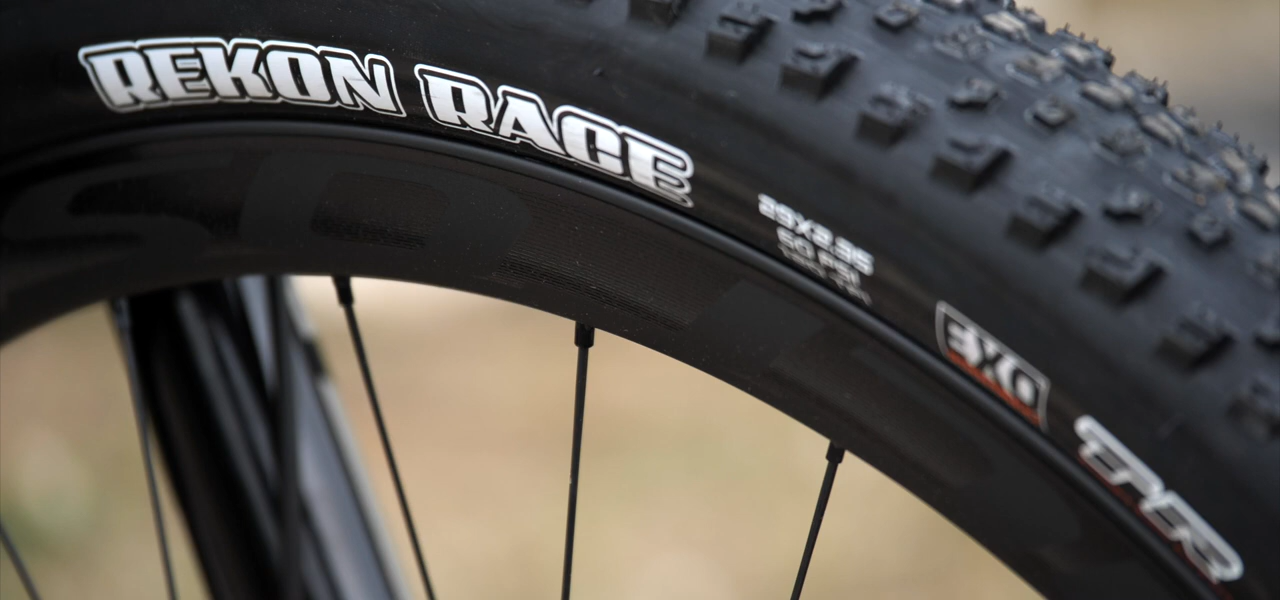 REKON RACE
29X2.35
60 PSI
EXO
TR